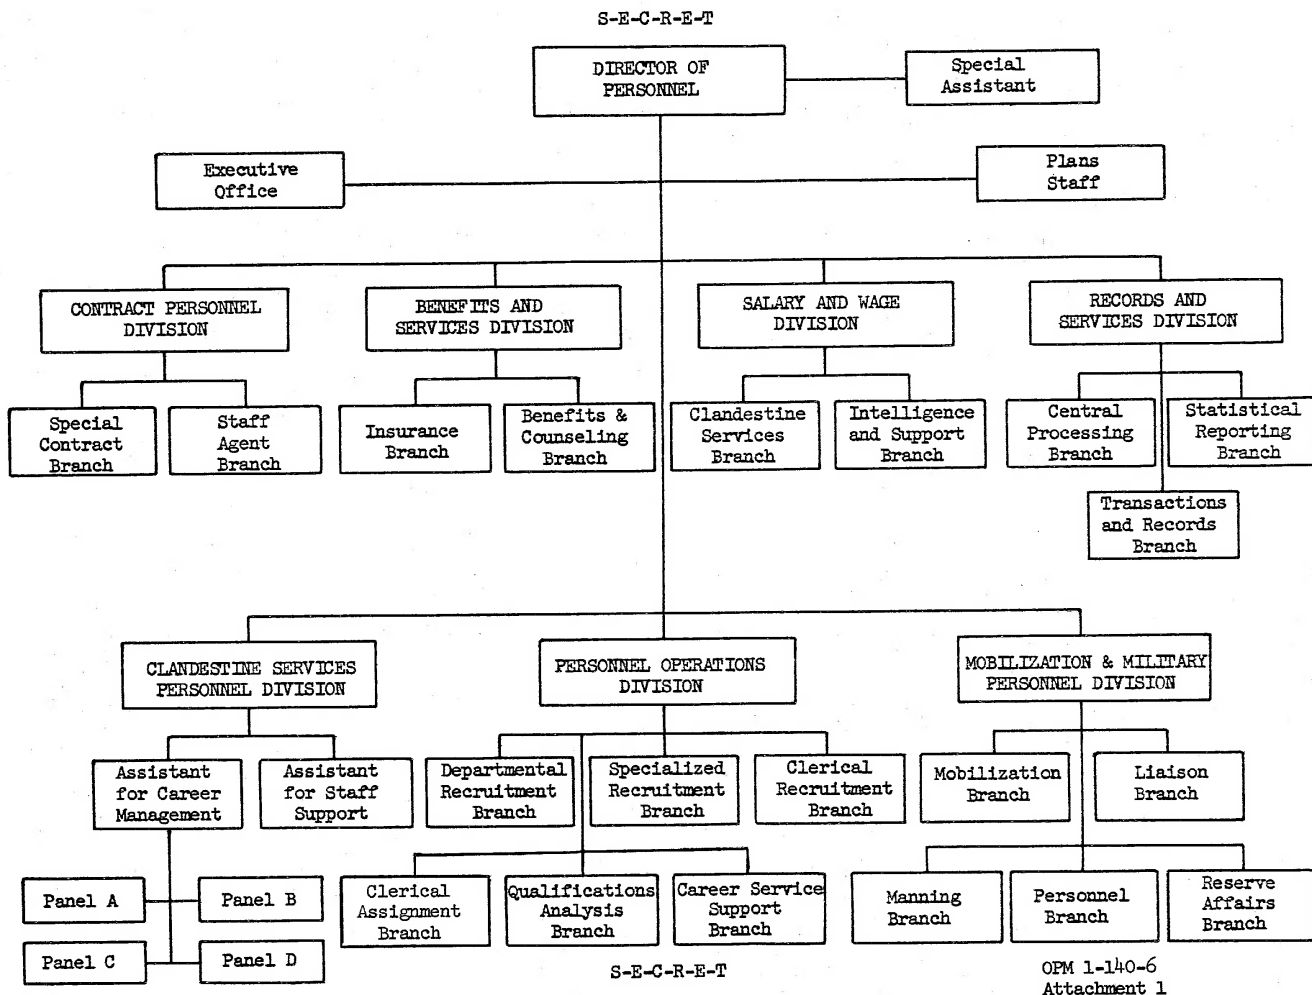 S-E-C-R-E-T
DIRECTOR OF
PERSONNEL
Special
Assistant
Executive
Office
Plans
Staff
CONTRACT PERSONNEL
DIVISION
BENEFITS AND
SERVICES DIVISION
SALARY AND WAGE
DIVISION
RECORDS AND
SERVICES DIVISION
Special
Contract
Branch
Staff
Agent
Branch
Insurance
Branch
Benefits &
Counseling
Branch
Clandestine
Services
Branch
Intelligence
and Support
Branch
Central
Processing
Branch
Statistical
Reporting
Branch
Transactions
and Records
Branch
CLANDESTINE SERVICES
PERSONNEL DIVISION
PERSONNEL OPERATIONS
DIVISION
MOBILIZATION & MILITARY
PERSONNEL DIVISION
Assistant
for Career
Management
Assistant
for Staff
Support
Departmental
Recruitment
Branch
Specialized
Recruitment
Branch
Clerical
Recruitment
Branch
Mobilization
Branch
Liaison
Branch
Panel A
Panel B
Panel C
Panel D
Clerical
Assignment
Branch
Qualifications
Analysis
Branch
Career Service
Support
Branch
Manning
Branch
Personnel
Branch
Reserve
Affairs
Branch
S-E-C-R-E-T
OPM 1-140-6
Attachment 1